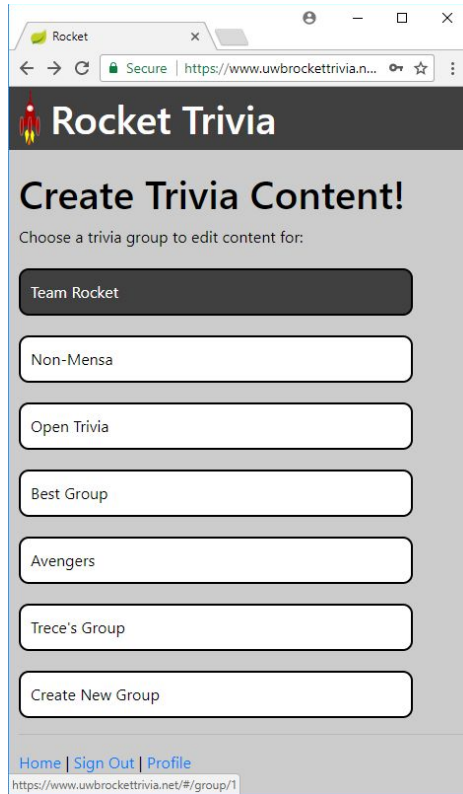 Rocket
Secure | https://www.uwbrockettrivia.n...
Rocket Trivia
Create Trivia Content!
Choose a trivia group to edit content for:
Team Rocket
Non-Mensa
Open Trivia
Best Group
Avengers
Trece's Group
Create New Group
Home | Sign Out | Profile
https://www.uwbrockettrivia.net/#/group/1